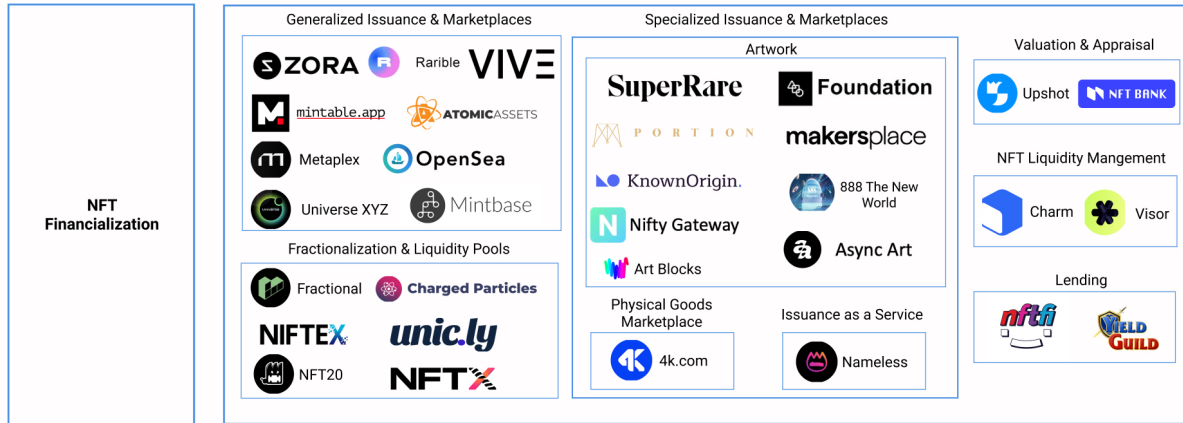 NFT
Financialization
Generalized Issuance & Marketplaces
ZORA
R
Rarible
VIVE
mintable.app
ATOMICASSETS
Metaplex
OpenSea
Universe XYZ
Mintbase
Fractionalization & Liquidity Pools
Fractional
Charged Particles
NIFTEX
unic.ly
NFT20
NFTX
Specialized Issuance & Marketplaces
Artwork
SuperRare
Foundation
PORTION
makersplace
KnownOrigin.
888 The New
World
N
Nifty Gateway
Async Art
Art Blocks
Physical Goods
Marketplace
4K
4k.com
Issuance as a Service
Nameless
Valuation & Appraisal
Upshot
NFT BANK
NFT Liquidity Mangement
Charm
Visor
Lending
nftfi
YIELD
GUILD